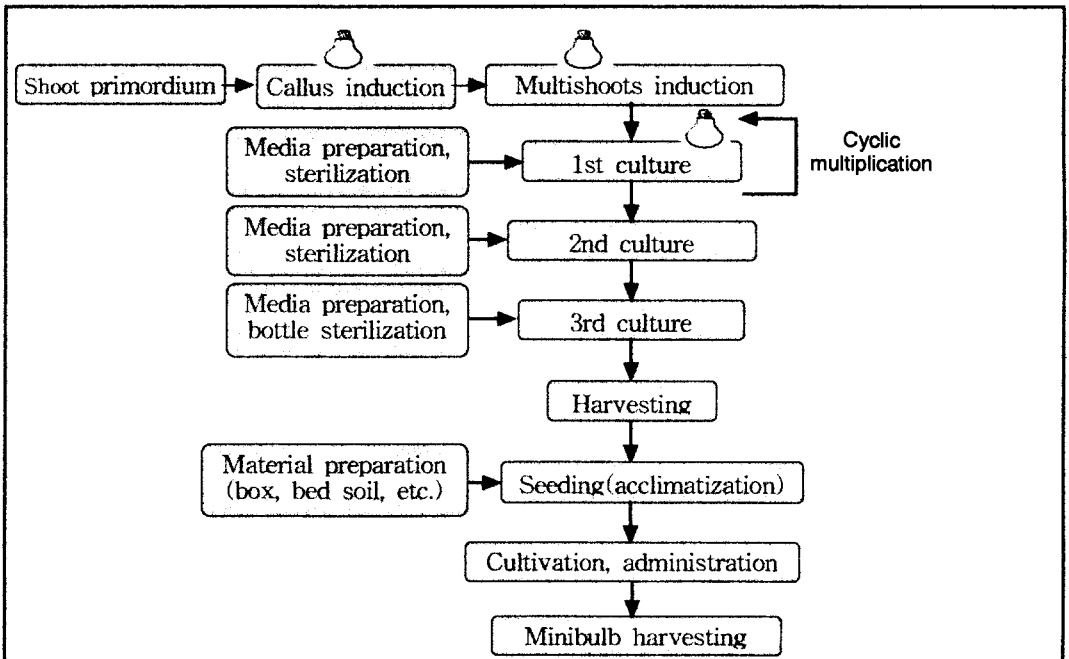 Shoot primordium
Callus induction
Multishoots induction
Media preparation,
sterilization
1st culture
Cyclic
multiplication
Media preparation,
sterilization
2nd culture
Media preparation,
bottle sterilization
3rd culture
Harvesting
Material preparation
(box, bed soil, etc.)
Seeding(acclimatization)
Cultivation, administration
Minibulb harvesting